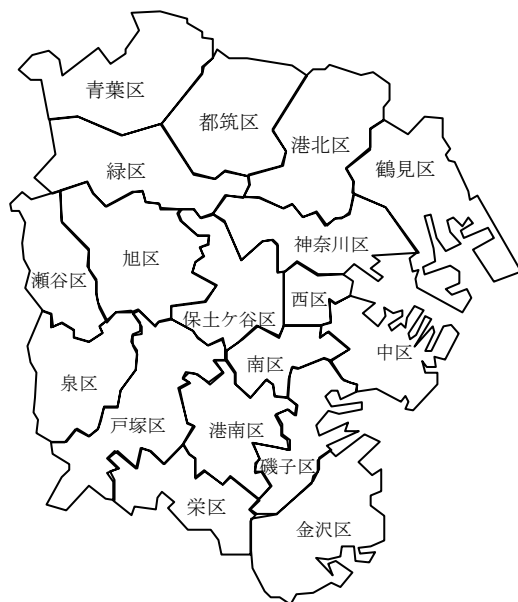 青葉区
都筑区
港北区
緑区
鶴見区
神奈川区
旭区
瀬谷区
西区
保土ケ谷区
中区
南区
泉区
戸塚区
港南区
磯子区
栄区
金沢区